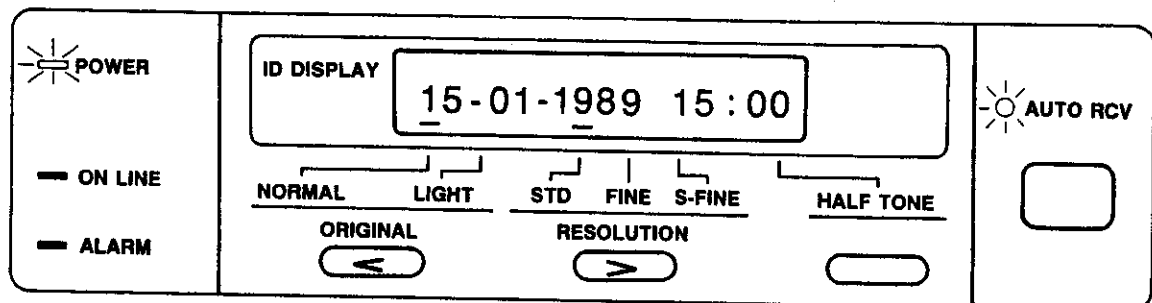 POWER
ID DISPLAY
15-01-1989 15:00
AUTO RCV
ON LINE
NORMAL LIGHT STD FINE S-FINE HALF TONE
ALARM
ORIGINAL RESOLUTION
< >